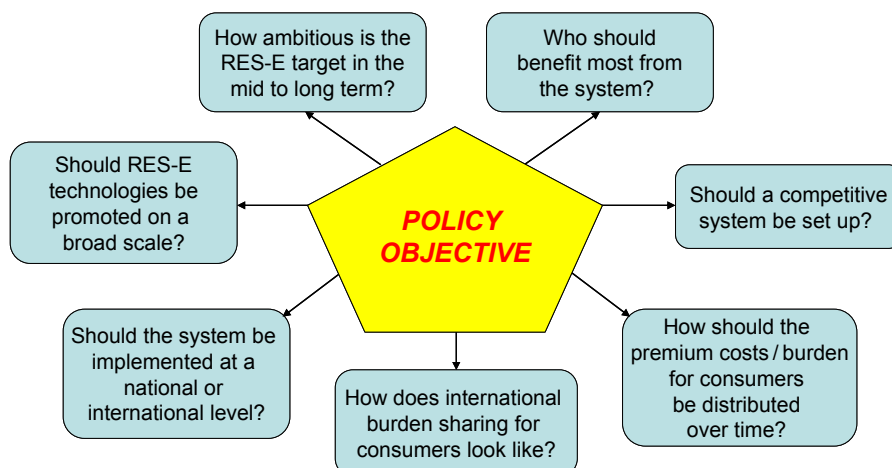 How ambitious is the
RES-E target in the
mid to long term?
Who should
benefit most from
the system?
Should RES-E
technologies be
promoted on a
broad scale?
POLICY
OBJECTIVE
Should a competitive
system be set up?
Should the system be
implemented at a
national or
international level?
How does international
burden sharing for
consumers look like?
How should the
premium costs / burden
for consumers
be distributed
over time?